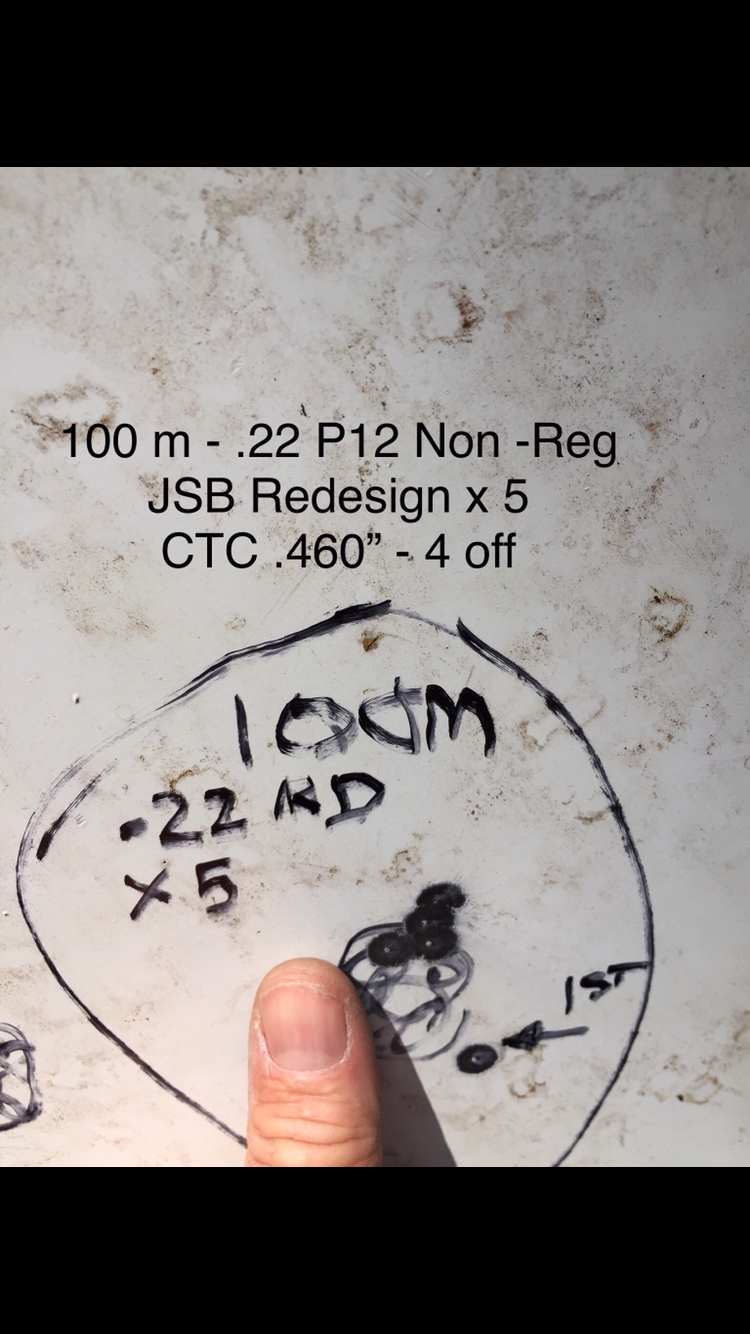 100 m - .22 P12 Non -Reg
JSB Redesign x 5
CTC .460” - 4 off
100M
.22 RD
x 5
1ST